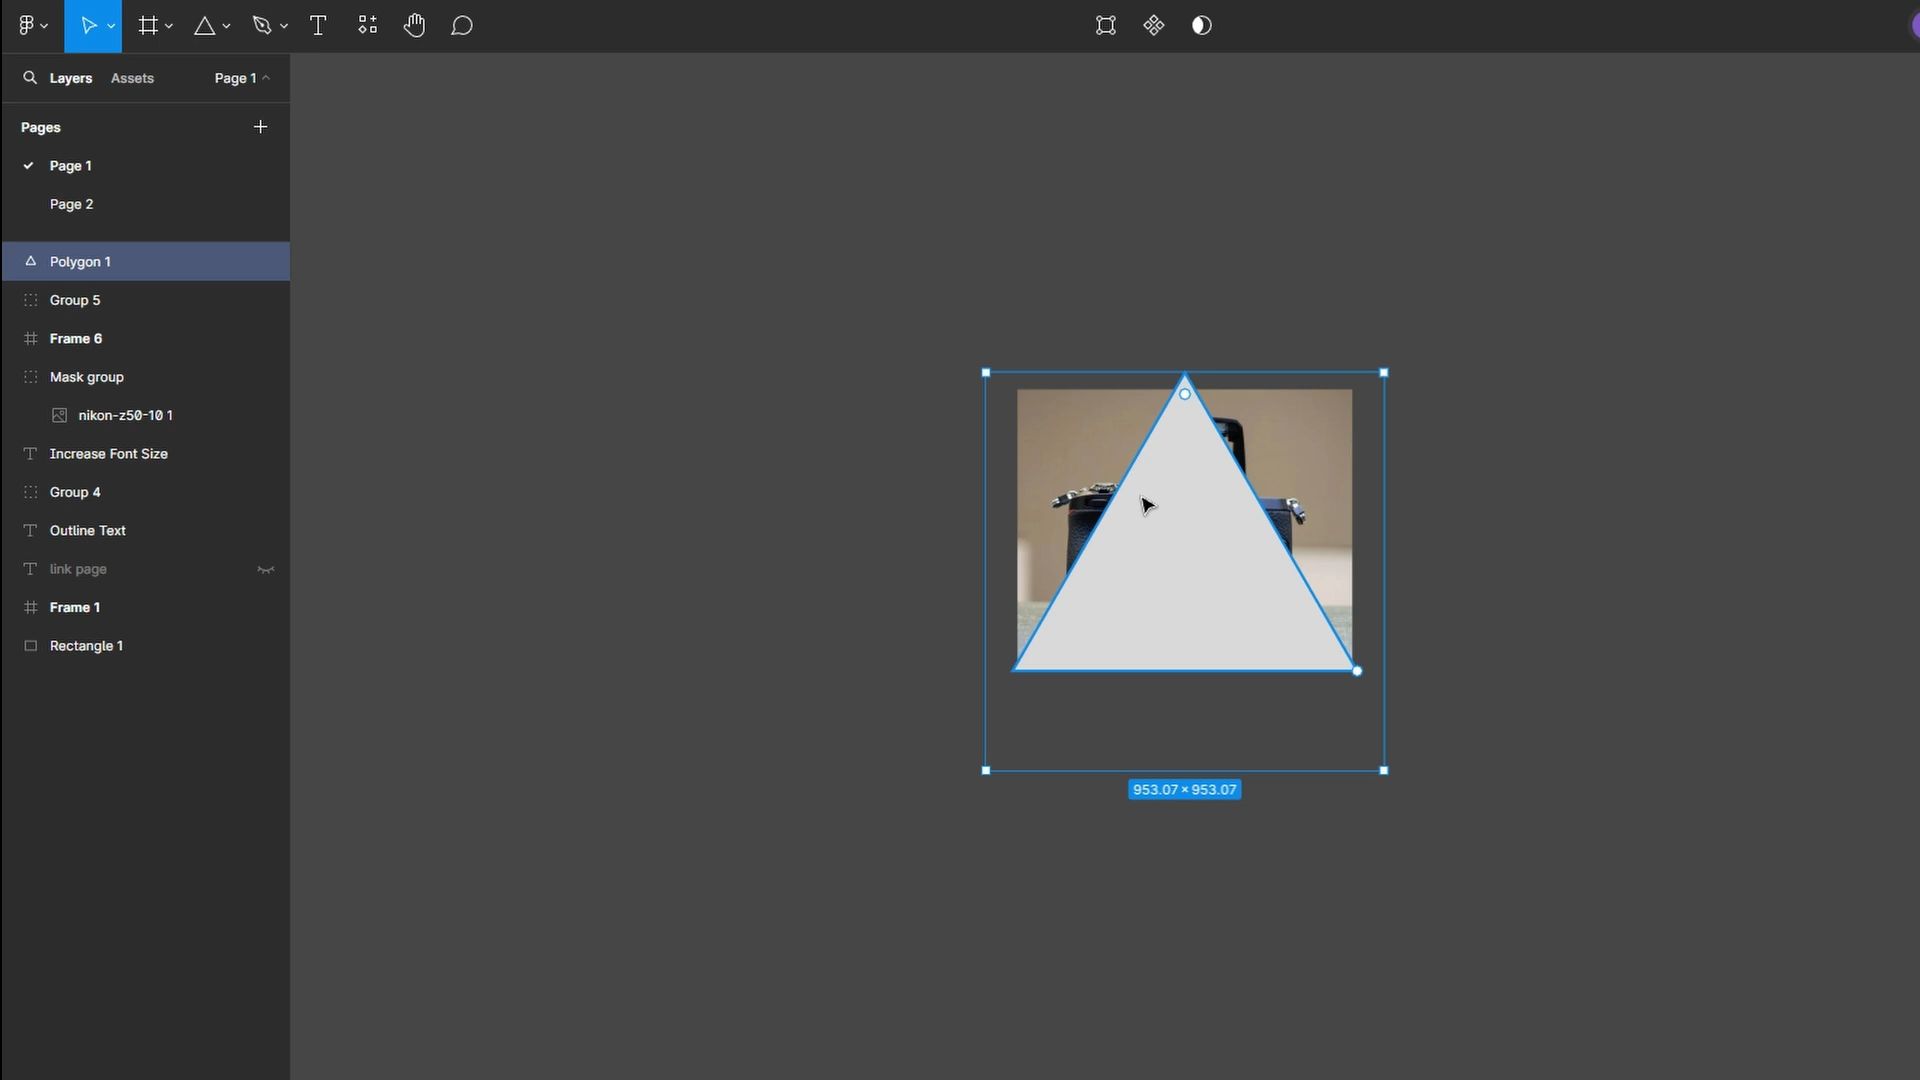 Layers Assets Page 1
Pages
Page 1
Page 2
Polygon 1
Group 5
Frame 6
Mask group
nikon-z50-10 1
Increase Font Size
Group 4
Outline Text
link page
Frame 1
Rectangle 1
953.07 × 953.07